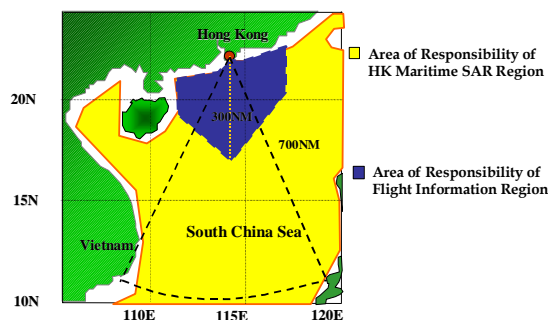 Hong Kong
Area of Responsibility of
HK Maritime SAR Region
20N
300NM
700NM
Area of Responsibility of
Flight Information Region
15N
South China Sea
Vietnam
10N
110E
115E
120E